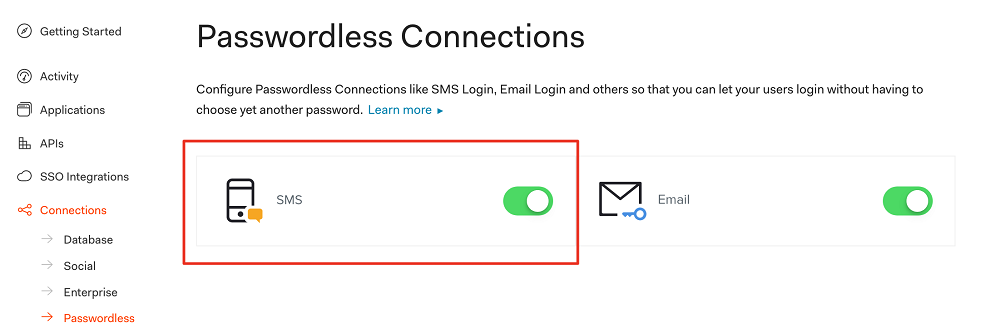 Getting Started
Activity
Applications
APIs
SSO Integrations
Connections
Database
Social
Enterprise
Passwordless
Passwordless Connections
Configure Passwordless Connections like SMS Login, Email Login and others so that you can let your users login without having to
choose yet another password. Learn more ▸
SMS
Email